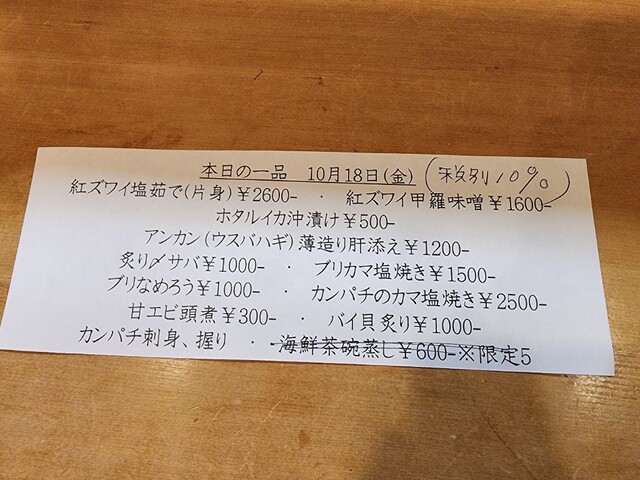 本日の一品　10月18日(金)　(税別10%)
紅ズワイ塩茹で(片身)￥2600-　・　紅ズワイ甲羅味噌￥1600-
ホタルイカ沖漬け￥500-
アンカン(ウスバハギ)薄造り肝添え￥1200-
炙り〆サバ￥1000-　・　ブリカマ塩焼き￥1500-
ブリなめろう￥1000-　・　カンパチのカマ塩焼き￥2500-
甘エビ頭煮￥300-　・　バイ貝炙り￥1000-
カンパチ刺身、握り　・　海鮮茶碗蒸し￥600-※限定5